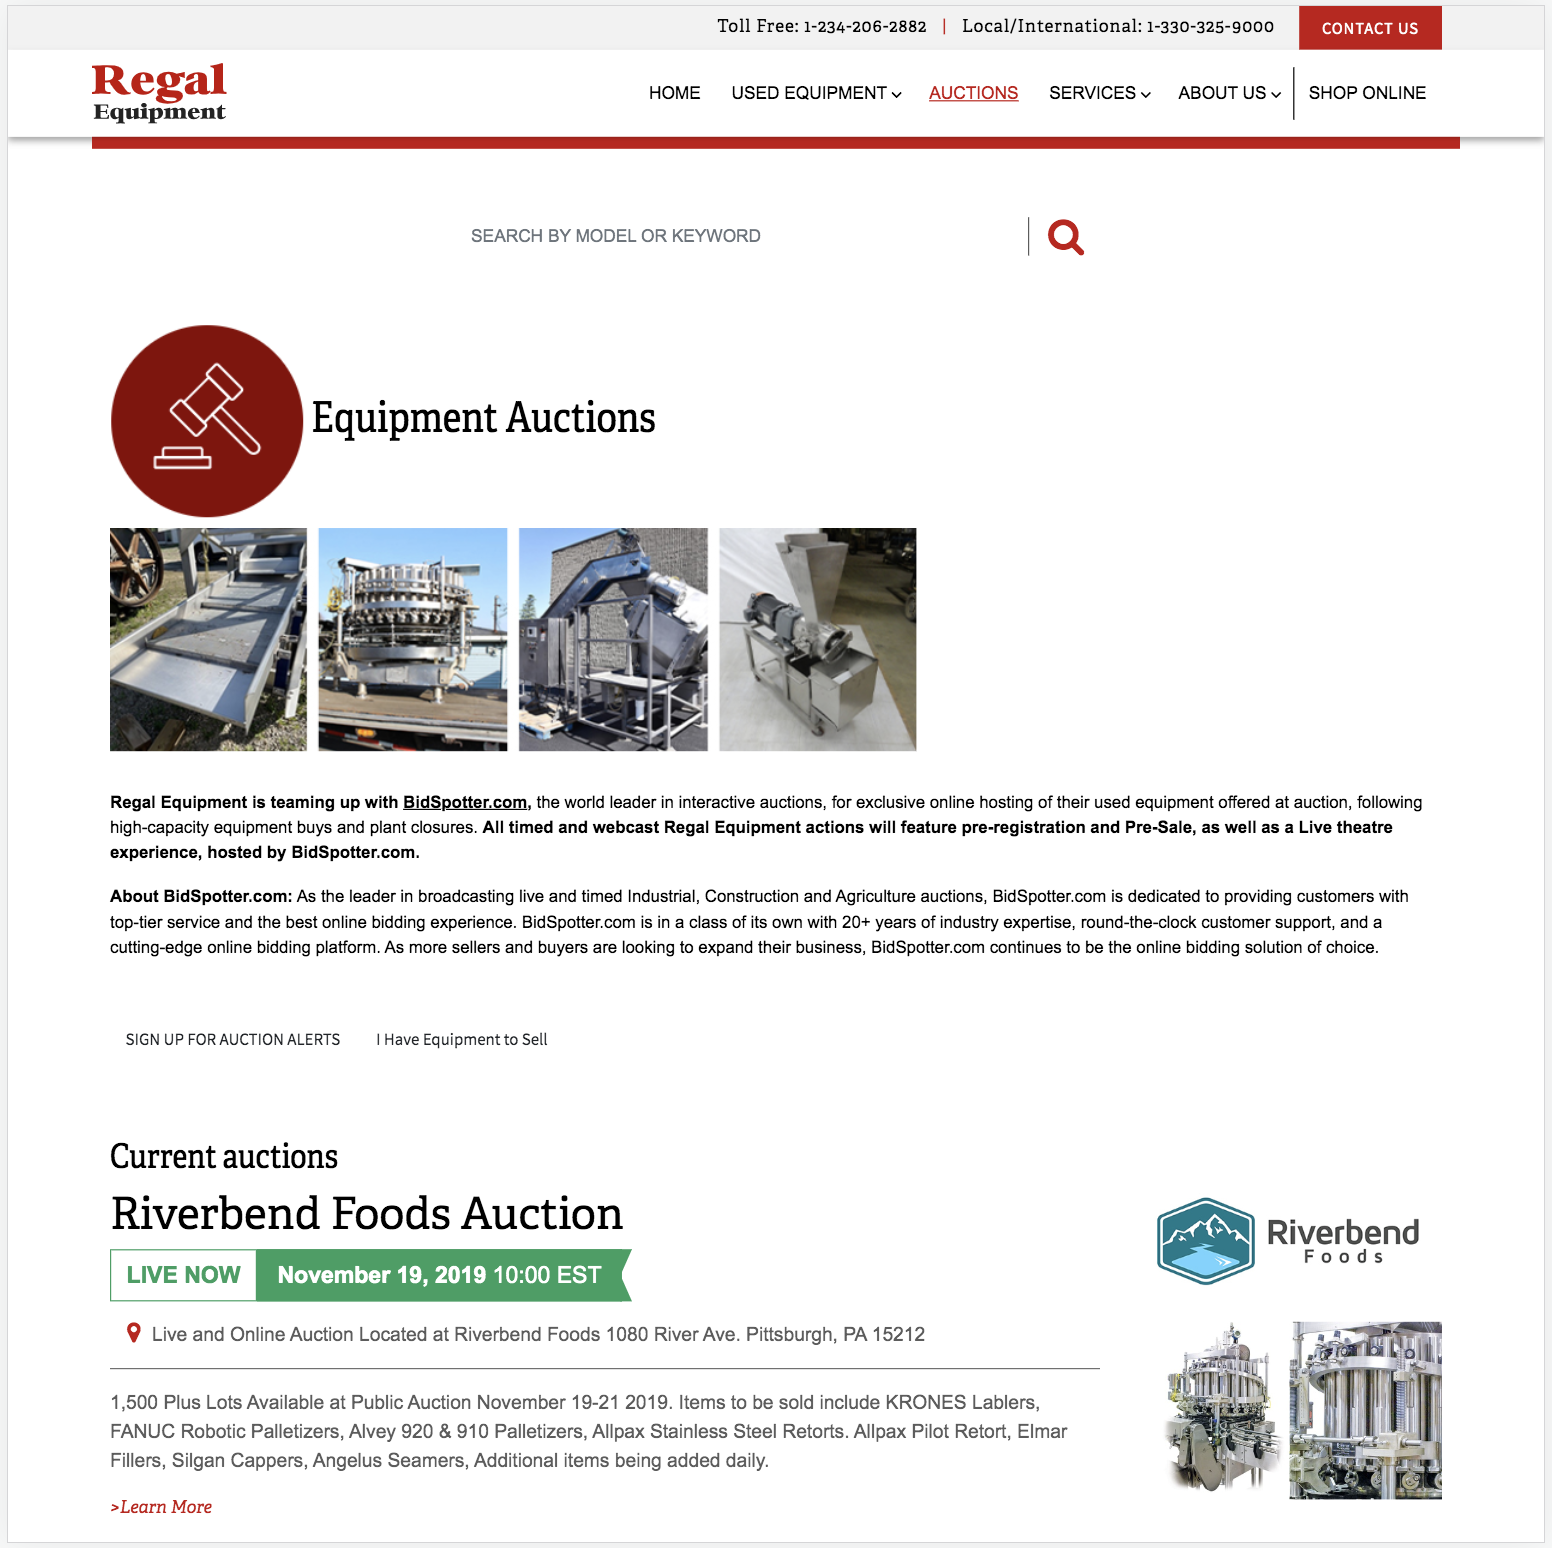 Toll Free: 1-234-206-2882 | Local/International: 1-330-325-9000 CONTACT US
Regal
Equipment
HOME USED EQUIPMENT AUCTIONS SERVICES ABOUT US SHOP ONLINE
SEARCH BY MODEL OR KEYWORD
Equipment Auctions
Regal Equipment is teaming up with BidSpotter.com, the world leader in interactive auctions, for exclusive online hosting of their used equipment offered at auction, following
high-capacity equipment buys and plant closures. All timed and webcast Regal Equipment actions will feature pre-registration and Pre-Sale, as well as a Live theatre
experience, hosted by BidSpotter.com.
About BidSpotter.com: As the leader in broadcasting live and timed Industrial, Construction and Agriculture auctions, BidSpotter.com is dedicated to providing customers with
top-tier service and the best online bidding experience. BidSpotter.com is in a class of its own with 20+ years of industry expertise, round-the-clock customer support, and a
cutting-edge online bidding platform. As more sellers and buyers are looking to expand their business, BidSpotter.com continues to be the online bidding solution of choice.
SIGN UP FOR AUCTION ALERTS I Have Equipment to Sell
Current auctions
Riverbend Foods Auction
LIVE NOW November 19, 2019 10:00 EST
Live and Online Auction Located at Riverbend Foods 1080 River Ave. Pittsburgh, PA 15212
1,500 Plus Lots Available at Public Auction November 19-21 2019. Items to be sold include KRONES Lablers,
FANUC Robotic Palletizers, Alvey 920 & 910 Palletizers, Allpax Stainless Steel Retorts. Allpax Pilot Retort, Elmar
Fillers, Silgan Cappers, Angelus Seamers, Additional items being added daily.
>Learn More
Riverbend
Foods